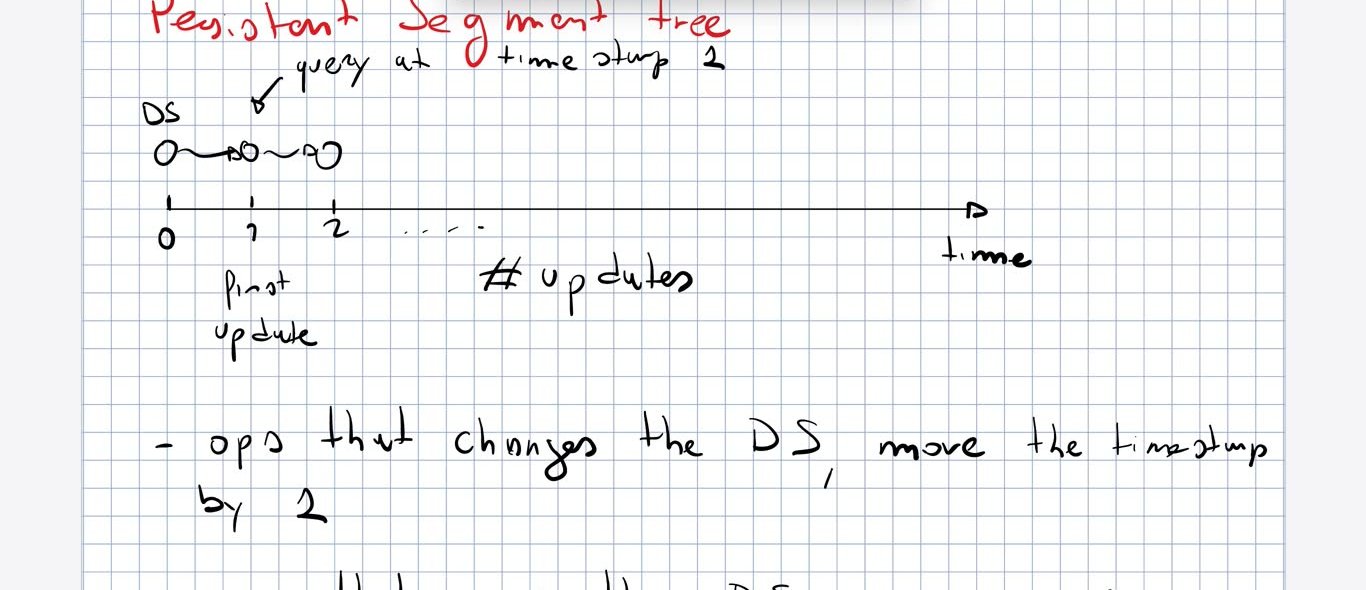 Pesistant Segment tree
query at time stamp 1
DS
0 1 2 ....
time
first
update
# updates
- ops that changes the DS, move the timestamp
by 1